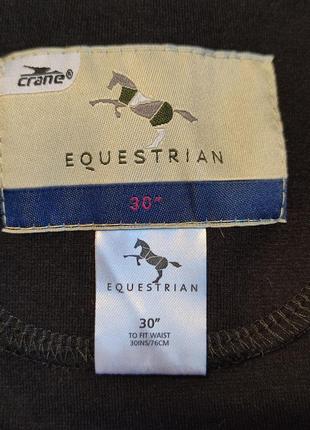 crane®
EQUESTRIAN
30"
EQUESTRIAN
30"
TO FIT WAIST
30INS/76CM